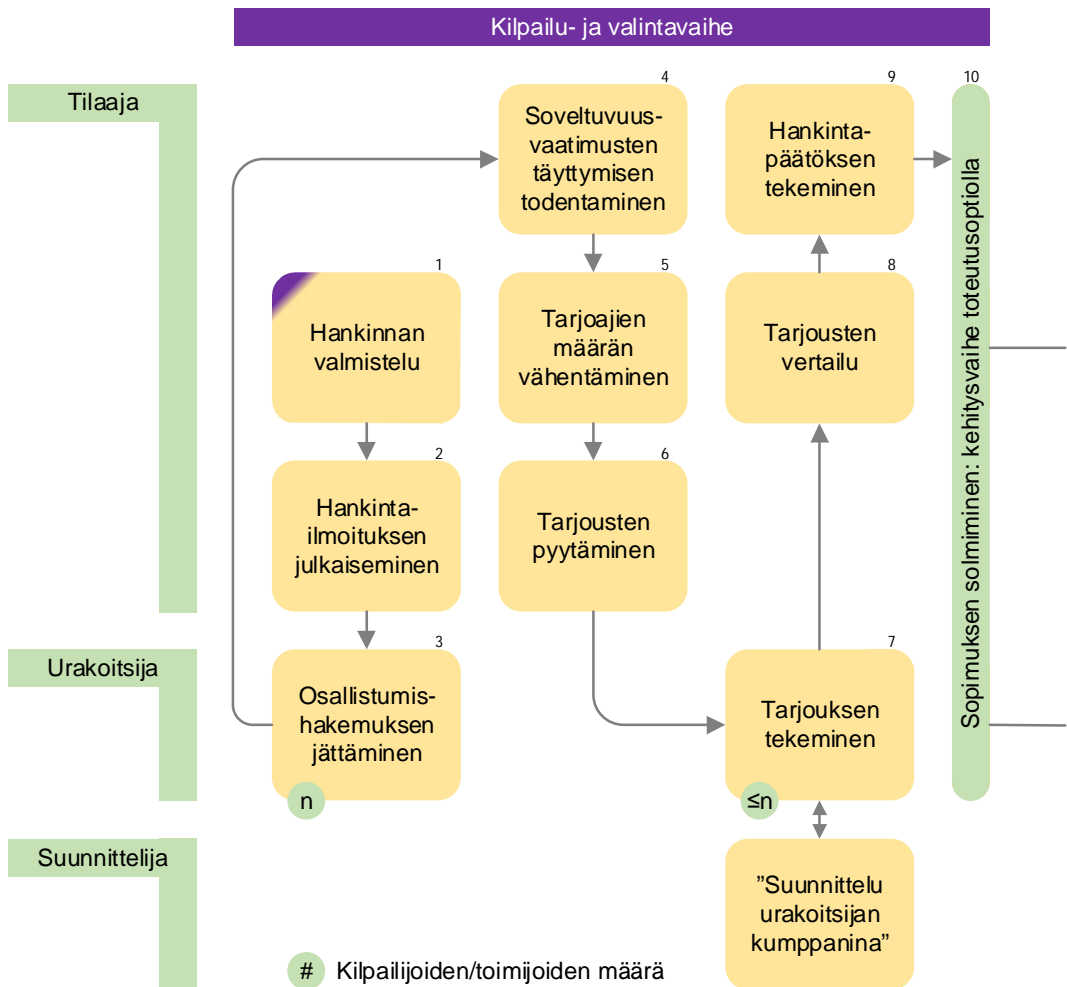 Kilpailu- ja valintavaihe
Tilaaja
4
Soveltuvuus-
vaatimusten
täyttymisen
todentaminen
9
Hankinta-
päätöksen
tekeminen
10
Sopimuksen solmiminen: kehitysvaihe toteutusoptiolla
1
Hankinnan
valmistelu
5
Tarjoajien
määrän
vähentäminen
8
Tarjousten
vertailu
2
Hankinta-
ilmoituksen
julkaiseminen
6
Tarjousten
pyytäminen
Urakoitsija
3
Osallistumis-
hakemuksen
jättäminen
n
7
Tarjouksen
tekeminen
≤n
Suunnittelija
”Suunnittelu
urakoitsijan
kumppanina”
# Kilpailijoiden/toimijoiden määrä